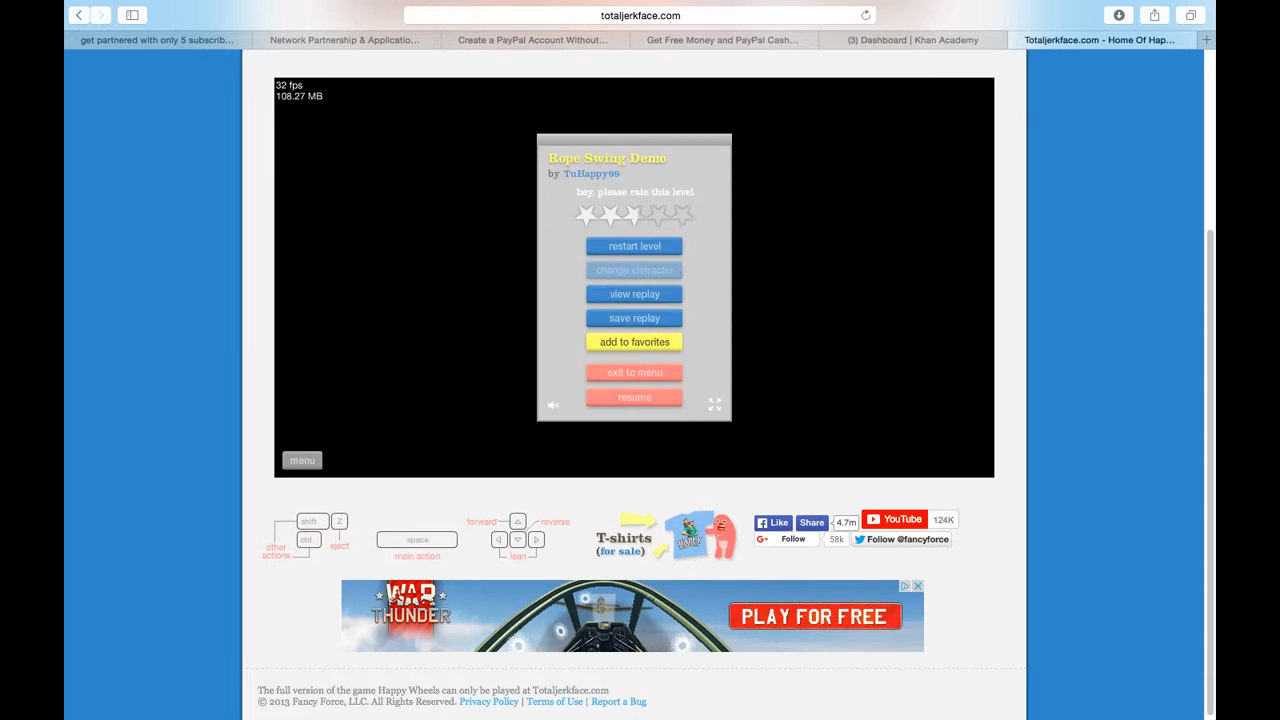 totaljerkface.com
get partnered with only 5 subscrib...
Network Partnership & Applicatio...
Create a PayPal Account Without...
Get Free Money and PayPal Cash...
(3) Dashboard | Khan Academy
Totaljerkface.com - Home Of Hap...
32 fps
108.27 MB
Rope Swing Demo
by TuHappy99
hey, please rate this level
restart level
change character
view replay
save replay
add to favorites
exit to menu
resume
menu
shift
Z
ctrl
other actions
eject
space
main action
forward
reverse
lean
T-shirts
(for sale)
Like
Share
4.7m
YouTube
124K
Follow
58k
Follow @fancyforce
WAR
THUNDER
PLAY FOR FREE
The full version of the game Happy Wheels can only be played at Totaljerkface.com
© 2013 Fancy Force, LLC. All Rights Reserved. Privacy Policy | Terms of Use | Report a Bug